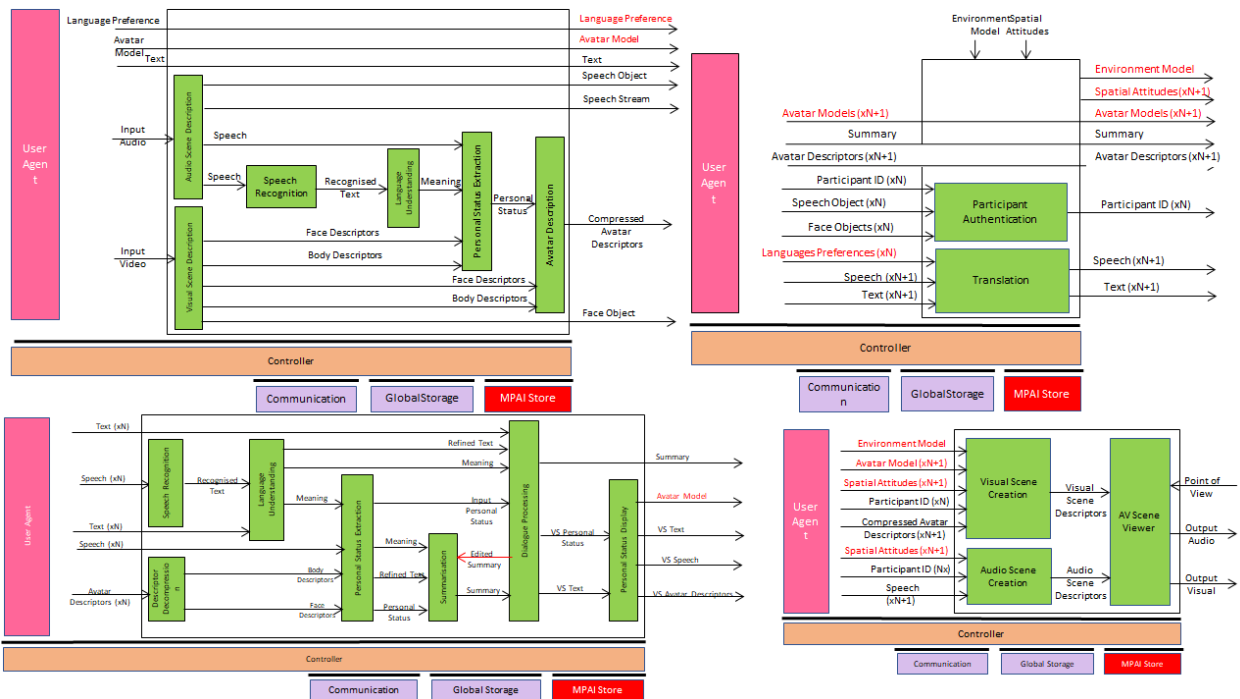 User
Agen
t
Language Preference
Language Preference
Avatar
Model
Avatar Model
Text
Text
Speech Object
Speech Stream
Input
Audio
Audio Scene Description
Speech
Speech
Speech
Recognition
Recognised
Text
Language
Understanding
Meaning
Personal Status Extraction
Personal
Status
Avatar Description
Compressed
Avatar
Descriptors
Input
Video
Visual Scene Description
Face Descriptors
Body Descriptors
Face Descriptors
Body Descriptors
Face Object
Controller
Communication
Global Storage
MPAI Store
User
Agen
t
Environment
Model
Spatial
Attitudes
Environment Model
Spatial Attitudes (xN+1)
Avatar Models (xN+1)
Avatar Models (xN+1)
Summary
Summary
Avatar Descriptors (xN+1)
Avatar Descriptors (xN+1)
Participant ID (xN)
Speech Object (xN)
Face Objects (xN)
Participant
Authentication
Participant ID (xN)
Languages Preferences (xN)
Speech (xN+1)
Text (xN+1)
Translation
Speech (xN+1)
Text (xN+1)
Controller
Communicatio
n
Global Storage
MPAI Store
User Agent
Text (xN)
Speech (xN)
Speech Recognition
Recognised
Text
Language
Understanding
Refined Text
Meaning
Text (xN)
Speech (xN)
Meaning
Personal Status Extraction
Input
Personal
Status
Avatar
Descriptors (xN)
Descriptor
Decompressio
n
Body
Descriptors
Face
Descriptors
Meaning
Refined Text
Personal
Status
Summarisation
Edited
Summary
Summary
Dialogue Processing
VS Personal
Status
VS Text
Personal Status Display
Summary
Avatar Model
VS Text
VS Speech
VS Avatar Descriptors
Controller
Communication
Global Storage
MPAI Store
User
Agen
t
Environment Model
Avatar Model (xN+1)
Spatial Attitudes (xN+1)
Participant ID (xN)
Compressed Avatar
Descriptors (xN+1)
Spatial Attitudes (xN+1)
Participant ID (Nx)
Speech
(xN+1)
Visual Scene
Creation
Visual
Scene
Descriptors
Audio Scene
Creation
Audio
Scene
Descriptors
AV Scene
Viewer
Point of
View
Output
Audio
Output
Visual
Controller
Communication
Global Storage
MPAI Store